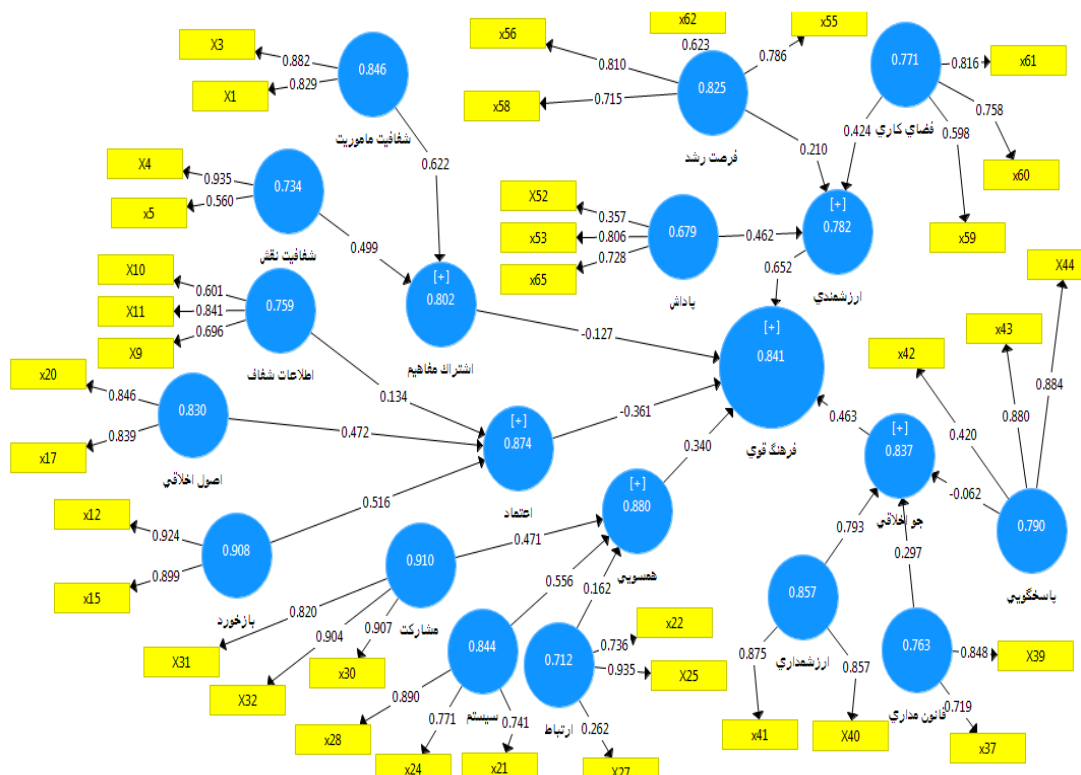 x62
x55
x56
0.623
X3
0.882
0.846
0.829
X1
شفافيت ماموريت
0.810
0.786
0.825
0.715
x58
فرصت رشد
0.771
0.816
x61
0.758
فضاي كاري
0.424
0.598
x60
0.622
0.210
X4
0.935
0.734
0.560
x5
شفافيت نقش
0.499
X52
0.357
x53
0.806
0.679
0.728
x65
پاداش
0.462
[+]
0.782
ارزشمندي
0.652
x59
X44
X10
0.601
X11
0.841
0.759
0.696
X9
اطلاعات شفاف
[+]
0.802
اشتراك مفاهيم
-0.127
[+]
0.841
فرهنگ قوي
x43
x42
0.884
0.880
0.420
x20
0.846
0.830
0.839
x17
اصول اخلاقي
0.134
0.472
[+]
0.874
اعتماد
-0.361
0.463
[+]
0.837
جو اخلاقي
-0.062
0.790
پاسخگويي
0.516
0.340
x12
0.924
0.908
0.899
x15
بازخورد
0.910
مشاركت
0.471
[+]
0.880
همسويي
0.793
0.297
0.820
0.904
0.907
X31
X32
x30
0.556
0.162
0.844
سيستم
0.890
0.771
0.741
x28
x24
x21
0.712
ارتباط
0.736
x22
0.935
X25
0.262
X27
0.857
ارزشمداري
0.875
0.857
x41
X40
0.763
قانون مداري
0.848
X39
0.719
x37